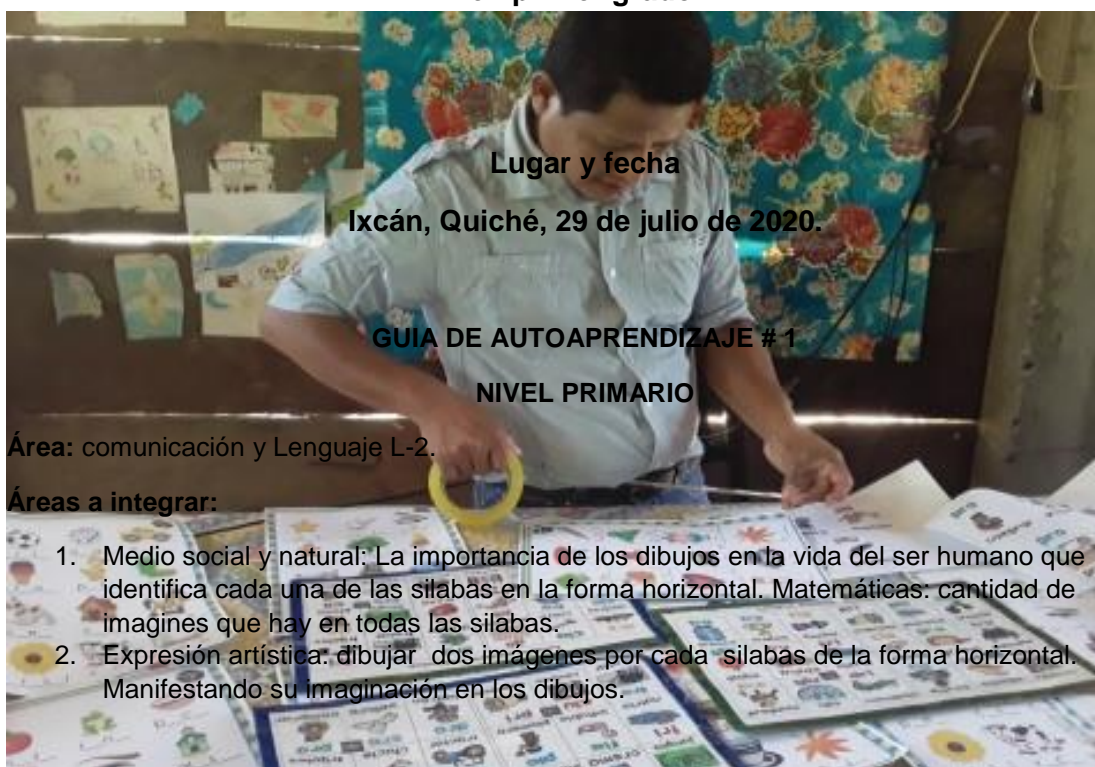 Lugar y fecha
Ixcán, Quiché, 29 de julio de 2020.
GUIA DE AUTOAPRENDIZAJE # 1
NIVEL PRIMARIO
Área: comunicación y Lenguaje L-2.
Áreas a integrar:
1. Medio social y natural: La importancia de los dibujos en la vida del ser humano que
identifica cada una de las silabas en la forma horizontal. Matemáticas: cantidad de
imagines que hay en todas las silabas.
2. Expresión artística: dibujar dos imágenes por cada silabas de la forma horizontal.
Manifestando su imaginación en los dibujos.